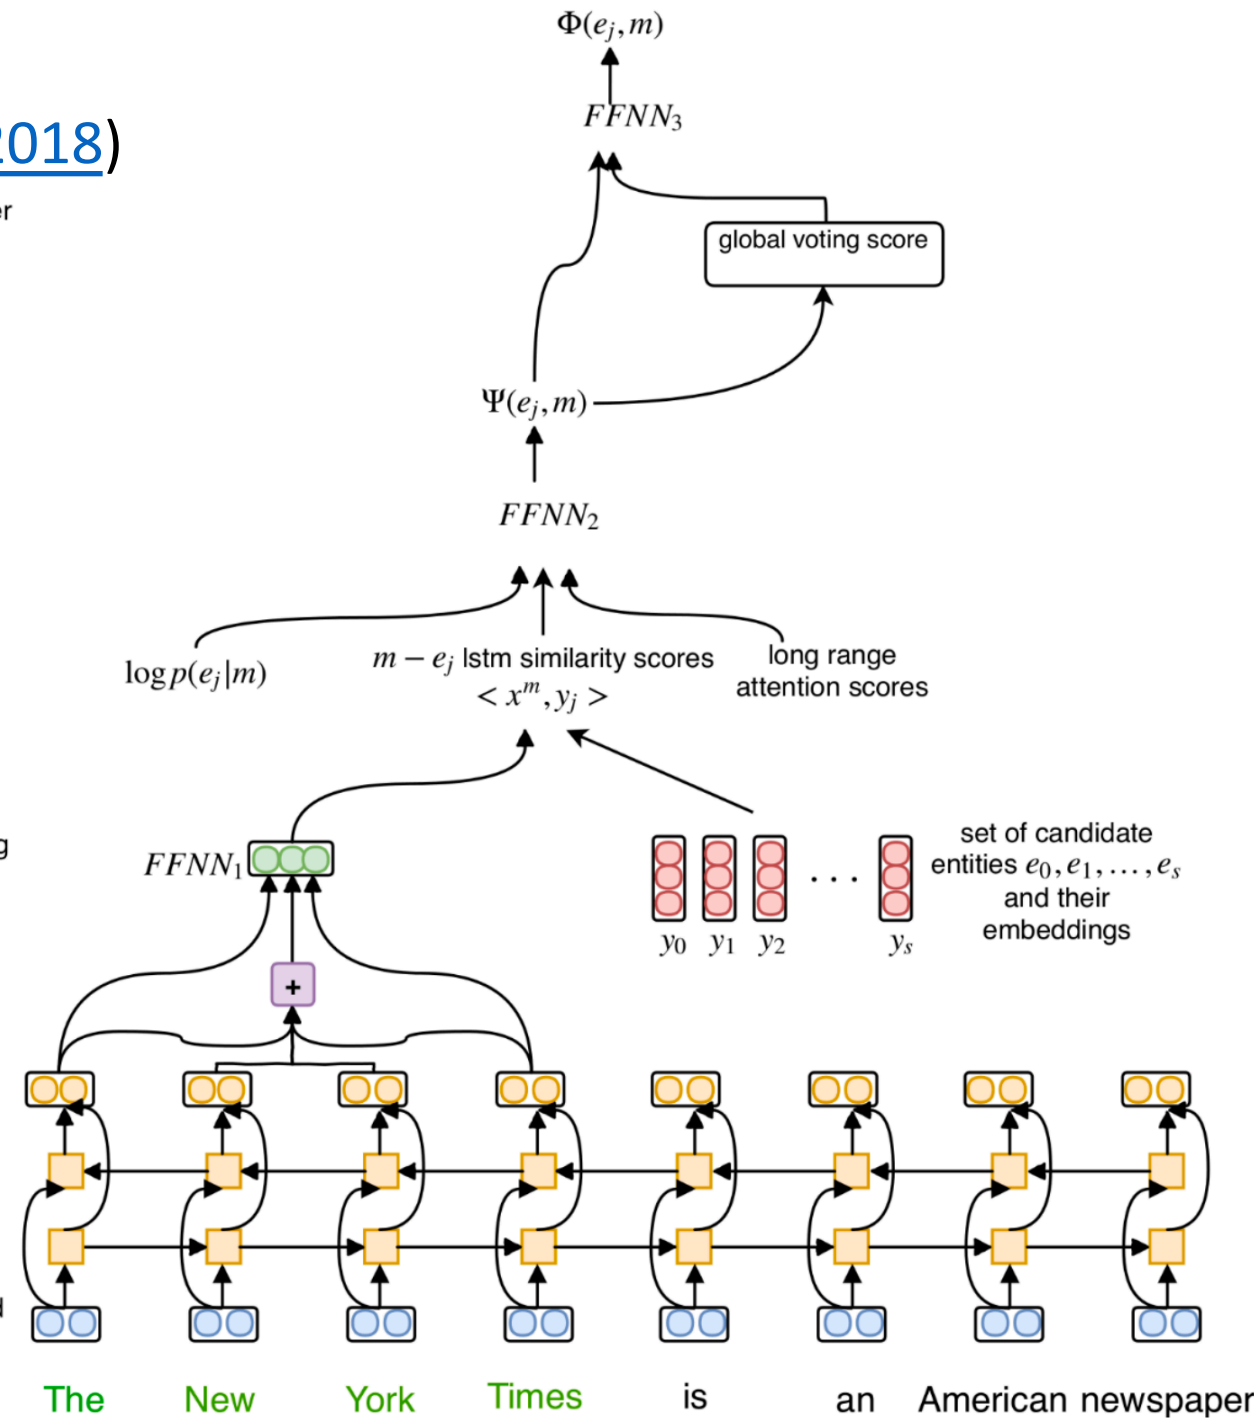 Φ(e_j, m)
FFNN_3
2018)
er
global voting score
Ψ(e_j, m)
FFNN_2
log p(e_j|m)
m − e_j lstm similarity scores
< x^m, y_j >
long range
attention scores
g
FFNN_1
set of candidate
entities e_0, e_1, . . . , e_s
and their
embeddings
. . .
y_0 y_1 y_2 y_s
+
The New York Times is an American newspaper